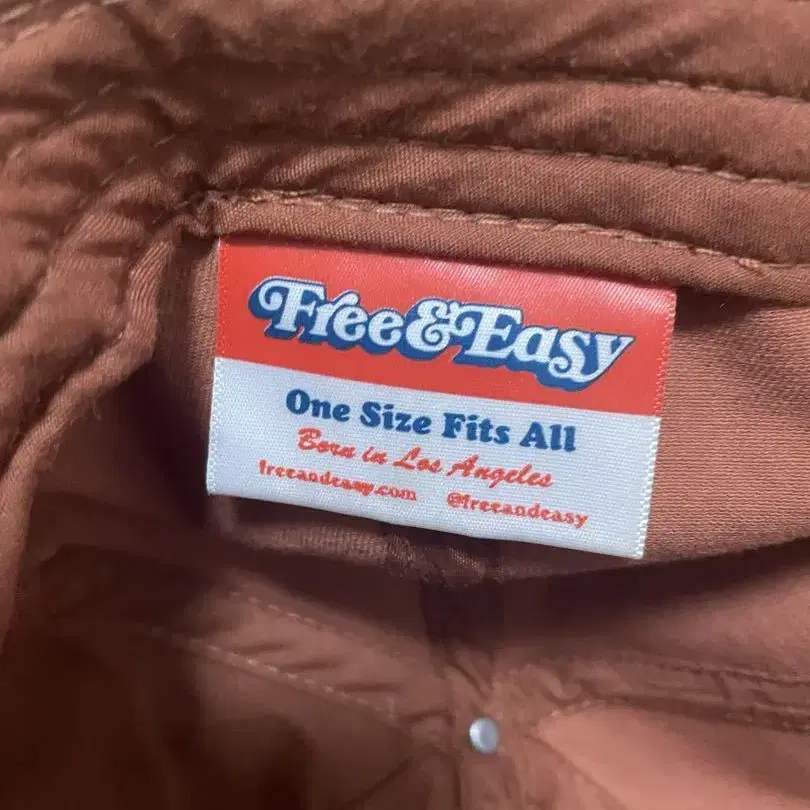 Free&Easy
One Size Fits All
Born in Los Angeles
freeandeasy.com @freeandeasy